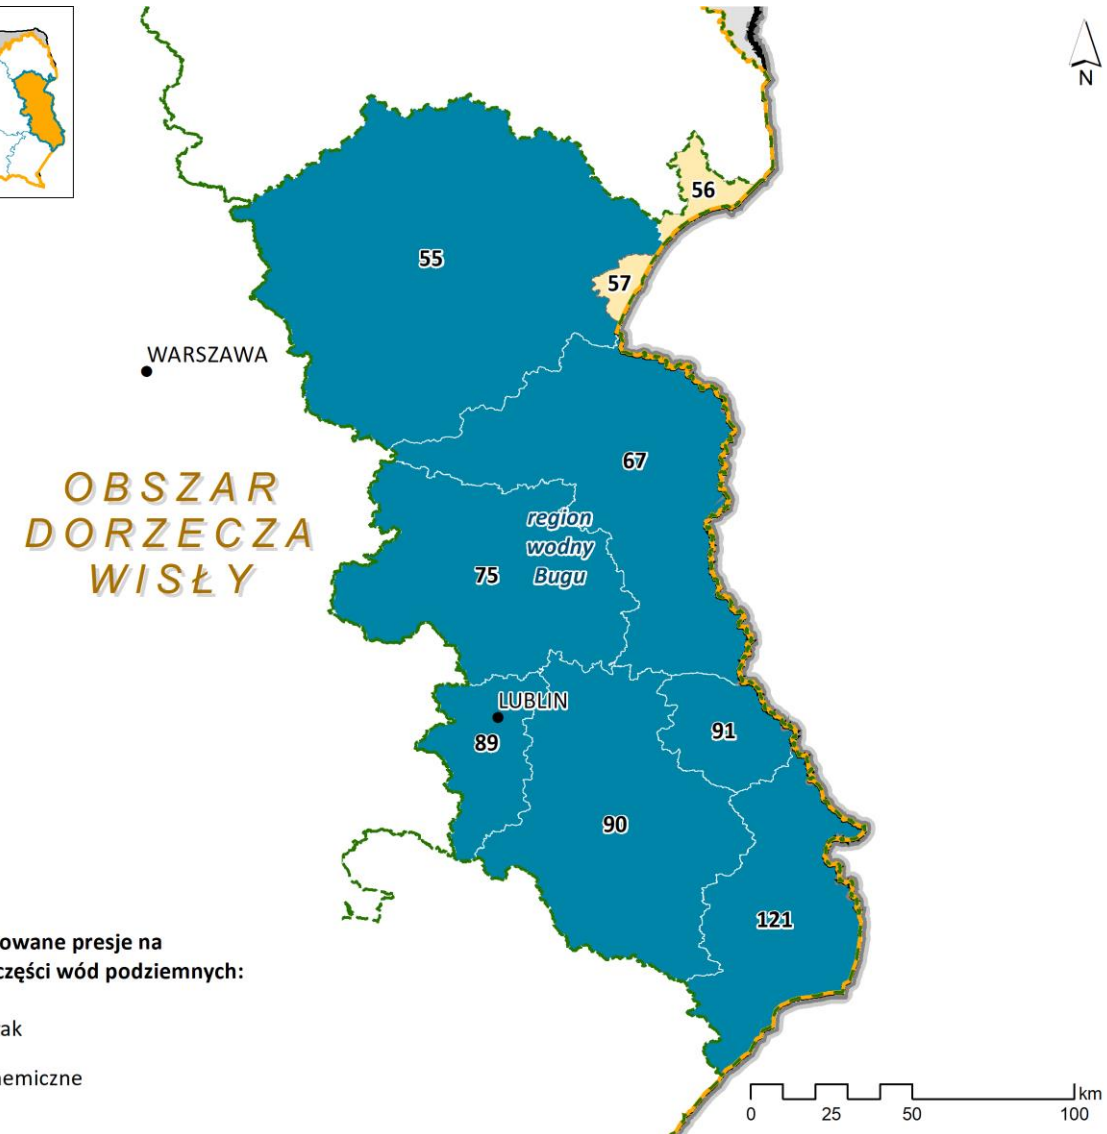 N
56
55
57
WARSZAWA
67
OBSZAR
DORZECZA
WISŁY
region
wodny
Bugu
75
LUBLIN
91
89
90
121
owane presje na
części wód podziemnych:
ak
emiczne
km
0 25 50 100